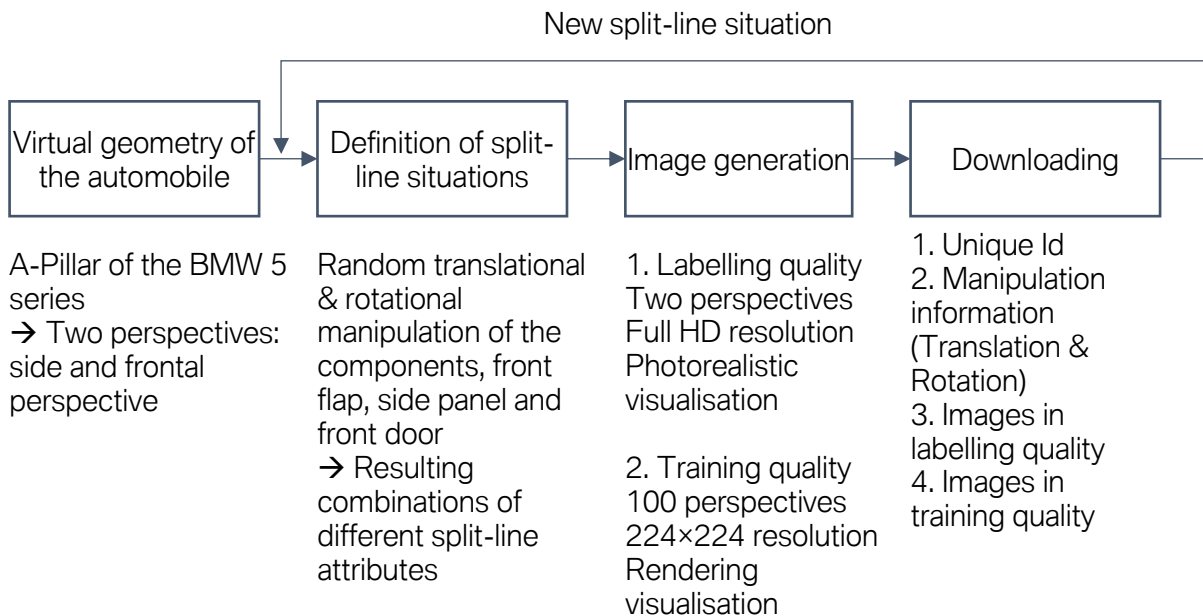 New split-line situation
Virtual geometry of
the automobile
Definition of split-
line situations
Image generation
Downloading
A-Pillar of the BMW 5
series
→ Two perspectives:
side and frontal
perspective
Random translational
& rotational
manipulation of the
components, front
flap, side panel and
front door
→ Resulting
combinations of
different split-line
attributes
1. Labelling quality
Two perspectives
Full HD resolution
Photorealistic
visualisation
2. Training quality
100 perspectives
224×224 resolution
Rendering
visualisation
1. Unique Id
2. Manipulation
information
(Translation &
Rotation)
3. Images in
labelling quality
4. Images in
training quality